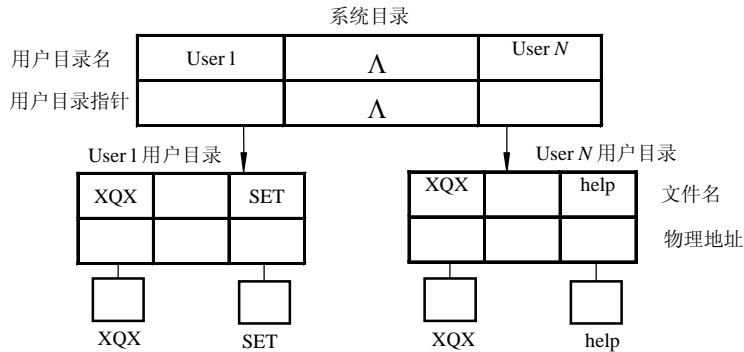 系统目录
用户目录名 User 1 Λ User N
用户目录指针 Λ
User 1 用户目录 User N 用户目录
XQX SET XQX help 文件名
物理地址
XQX SET XQX help